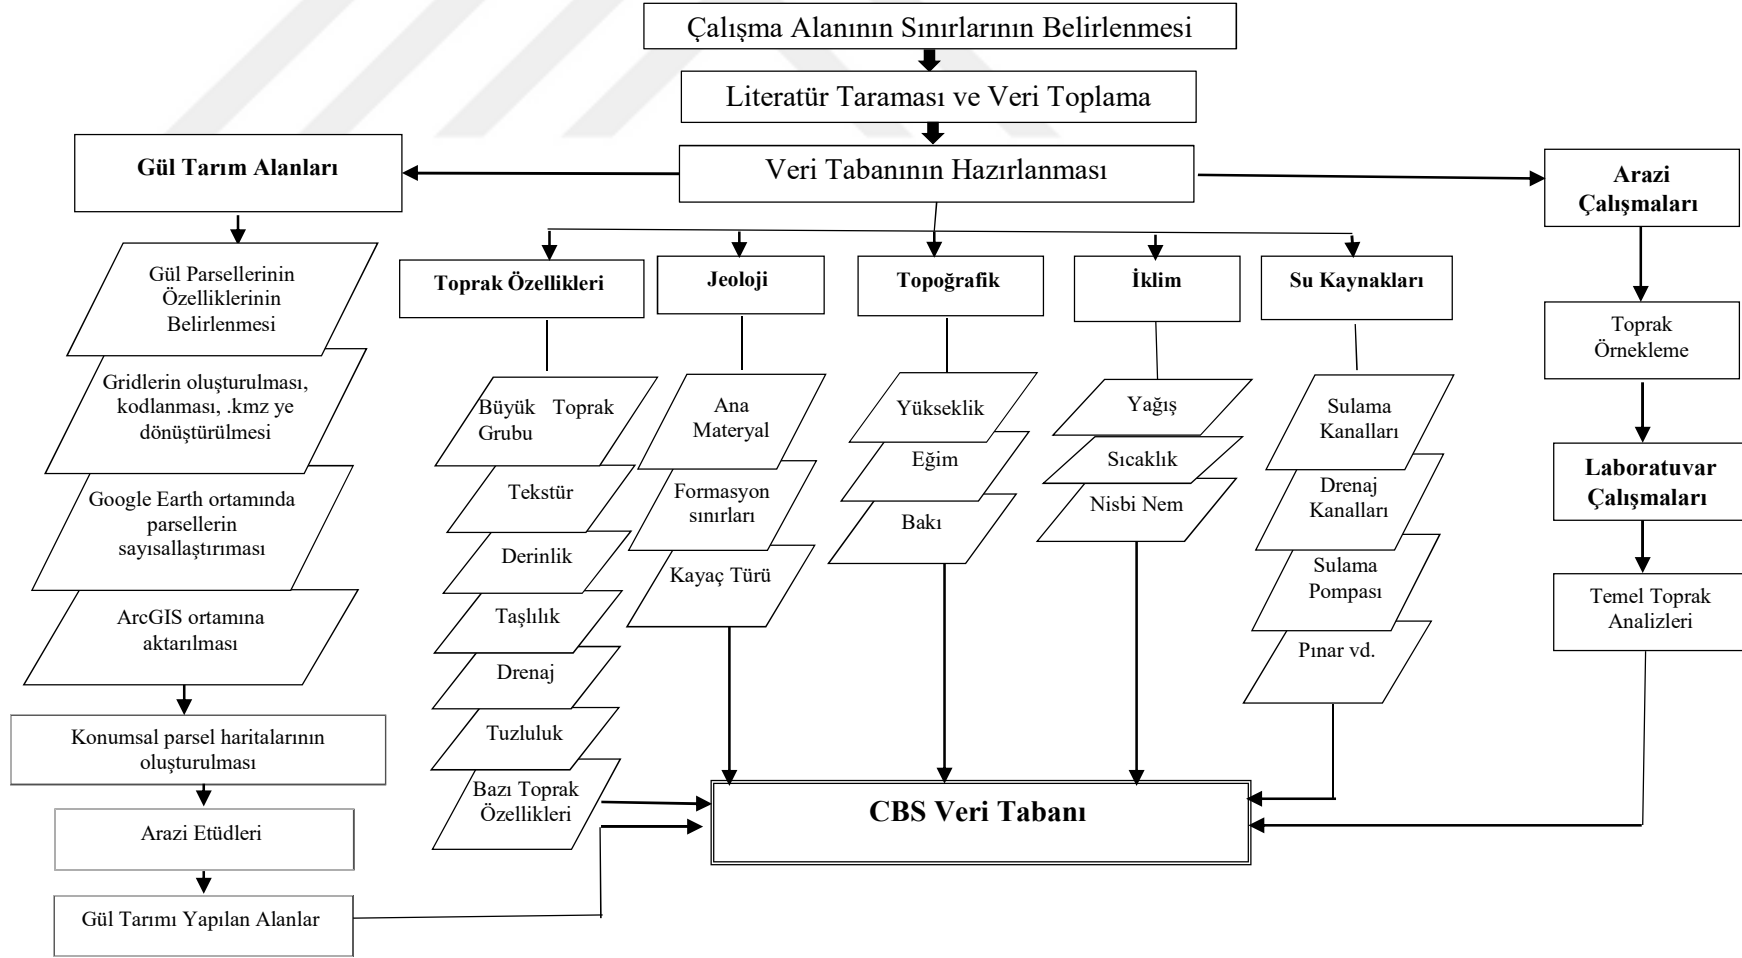 Çalışma Alanının Sınırlarının Belirlenmesi
Literatür Taraması ve Veri Toplama
Veri Tabanının Hazırlanması
Gül Tarım Alanları
Gül Parsellerinin
Özelliklerinin
Belirlenmesi
Gridlerin oluşturulması,
kodlanması, .kmz ye
dönüştürülmesi
Google Earth ortamında
parsellerin
sayısallaştırıması
ArcGIS ortamına
aktarılması
Konumsal parsel haritalarının
oluşturulması
Arazi Etüdleri
Gül Tarımı Yapılan Alanlar
Toprak Özellikleri
Büyük Toprak
Grubu
Tekstür
Derinlik
Taşlılık
Drenaj
Tuzluluk
Bazı Toprak
Özellikleri
Jeoloji
Ana
Materyal
Formasyon
sınırları
Kayaç Türü
Topoğrafik
Yükseklik
Eğim
Bakı
İklim
Yağış
Sıcaklık
Nisbi Nem
Su Kaynakları
Sulama
Kanalları
Drenaj
Kanalları
Sulama
Pompası
Pınar vd.
Arazi
Çalışmaları
Toprak
Örnekleme
Laboratuvar
Çalışmaları
Temel Toprak
Analizleri
CBS Veri Tabanı